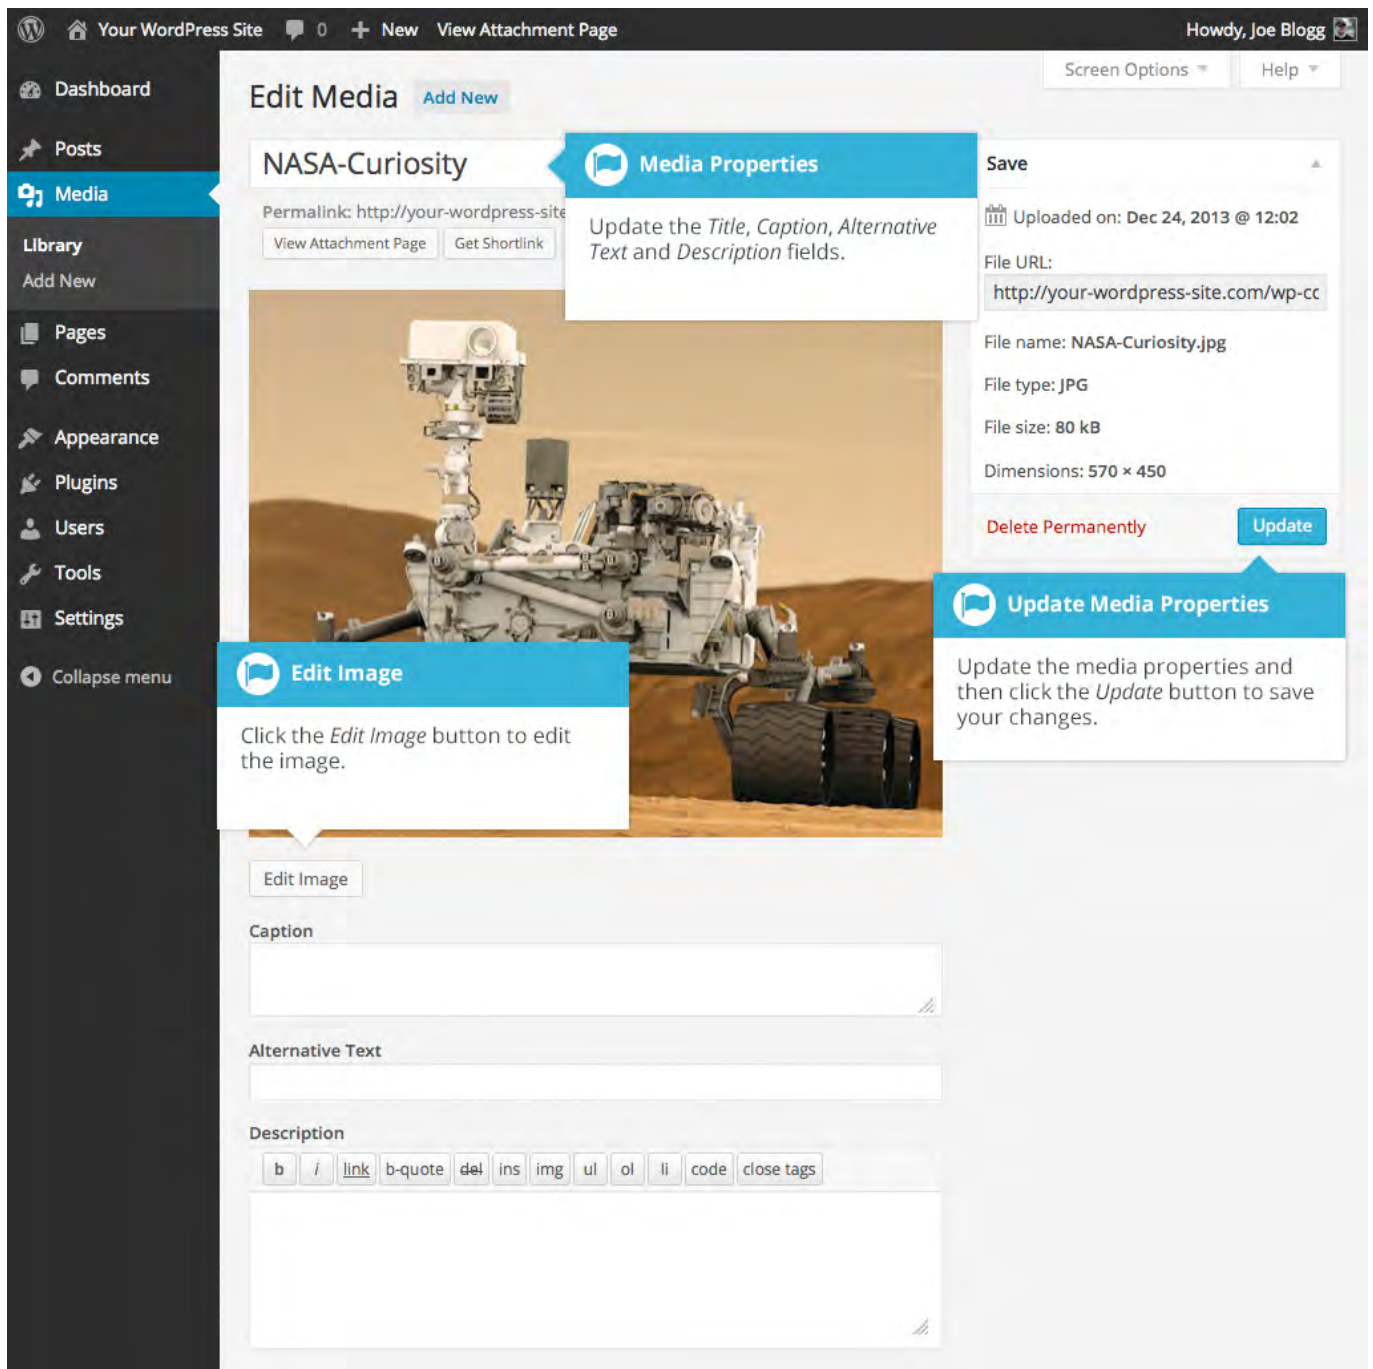 Your WordPress Site 0 New View Attachment Page Howdy, Joe Blogg
Screen Options Help
Dashboard
Posts
Media
Library
Add New
Pages
Comments
Appearance
Plugins
Users
Tools
Settings
Collapse menu
Edit Media Add New
NASA-Curiosity
Permalink: http://your-wordpress-site
View Attachment Page Get Shortlink
Media Properties
Update the Title, Caption, Alternative
Text and Description fields.
Save
Uploaded on: Dec 24, 2013 @ 12:02
File URL:
http://your-wordpress-site.com/wp-cc
File name: NASA-Curiosity.jpg
File type: JPG
File size: 80 kB
Dimensions: 570 × 450
Delete Permanently Update
Update Media Properties
Update the media properties and
then click the Update button to save
your changes.
Edit Image
Click the Edit Image button to edit
the image.
Edit Image
Caption
Alternative Text
Description
b i link b-quote del ins img ul ol li code close tags